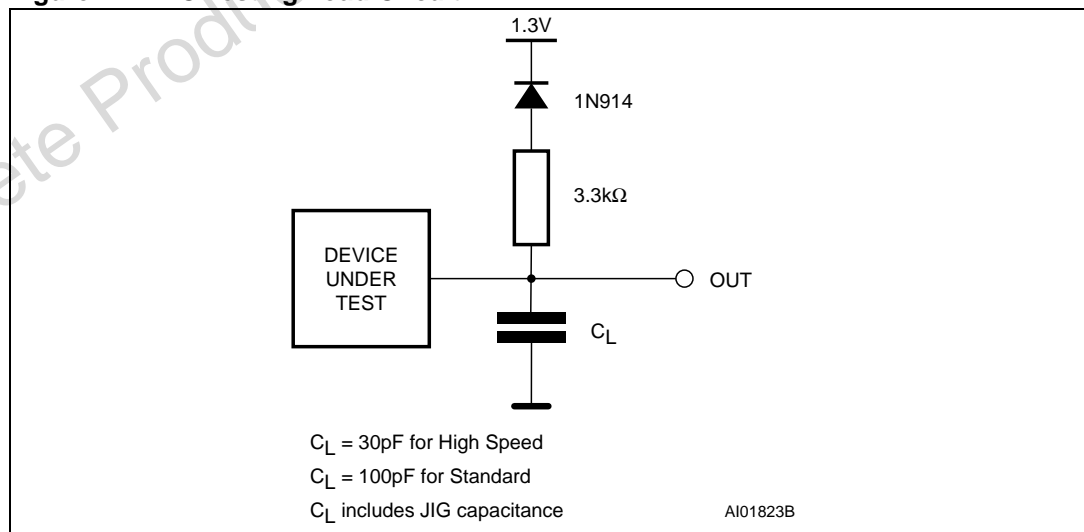 1.3V
1N914
3.3kΩ
DEVICE
UNDER
TEST
OUT
CL
CL = 30pF for High Speed
CL = 100pF for Standard
CL includes JIG capacitance
AI01823B